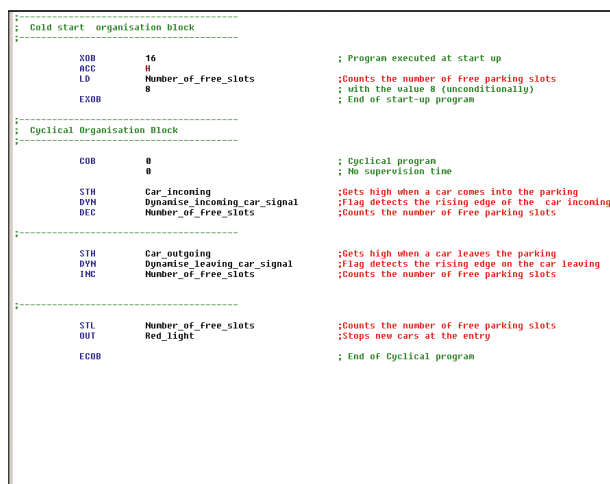 ;----------------------------------------
; Cold start organisation block
;----------------------------------------
XOB 16 ; Program executed at start up
ACC H
LD Number_of_free_slots ;Counts the number of free parking slots
8 ; with the value 8 (unconditionally)
EXOB ; End of start-up program
;----------------------------------------
; Cyclical Organisation Block
;----------------------------------------
COB 0 ; Cyclical program
0 ; No supervision time
STH Car_incoming ;Gets high when a car comes into the parking
DYN Dynamise_incoming_car_signal ;Flag detects the rising edge of the car incoming
DEC Number_of_free_slots ;Counts the number of free parking slots
;----------------------------------------
STH Car_outgoing ;Gets high when a car leaves the parking
DYN Dynamise_leaving_car_signal ;Flag detects the rising edge on the car leaving
INC Number_of_free_slots ;Counts the number of free parking slots
;----------------------------------------
STL Number_of_free_slots ;Counts the number of free parking slots
OUT Red_light ;Stops new cars at the entry
ECOB ; End of Cyclical program